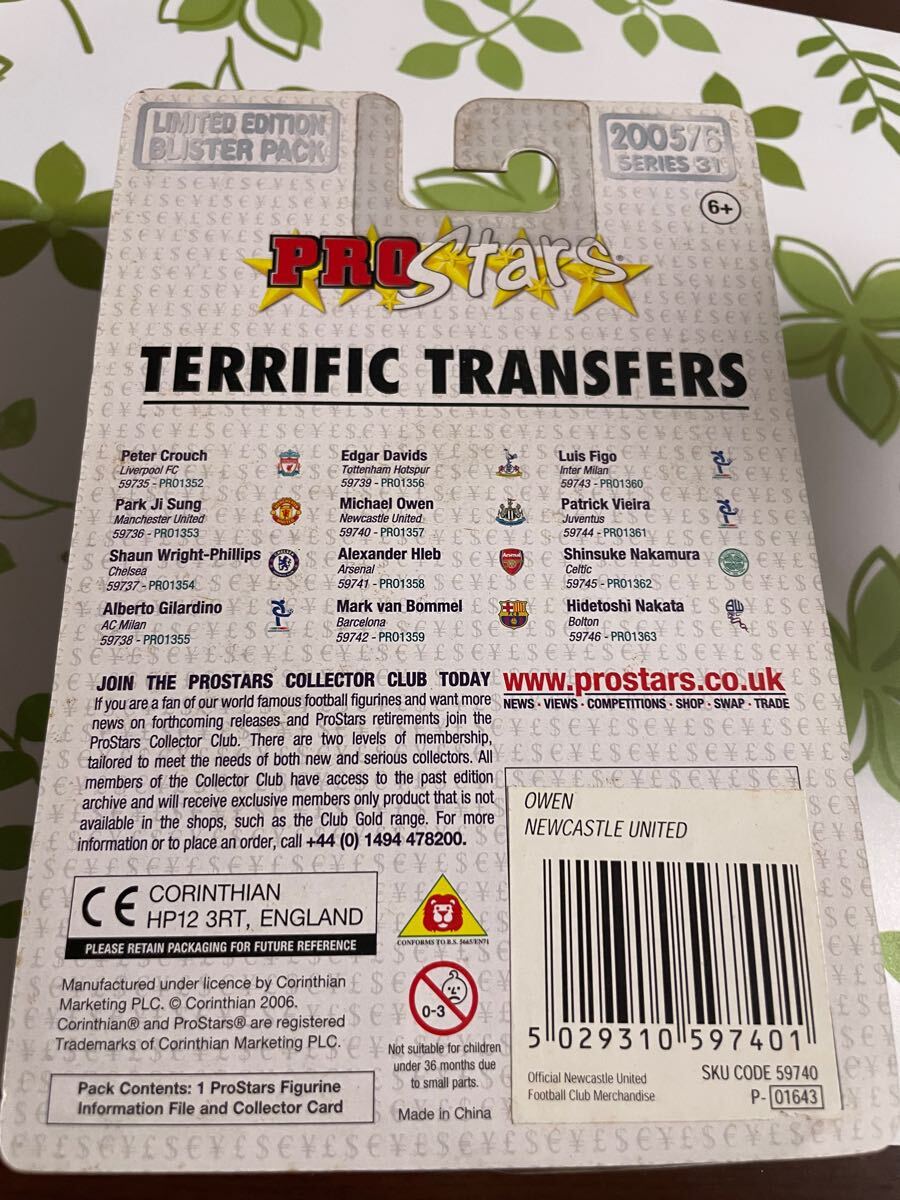 LIMITED EDITION
BLISTER PACK
2005/6
SERIES 31
6+
PROStars®
TERRIFIC TRANSFERS
Peter Crouch
Liverpool FC
59735 - PRO1352
Park Ji Sung
Manchester United
59736 - PRO1353
Shaun Wright-Phillips
Chelsea
59737 - PRO1354
Alberto Gilardino
AC Milan
59738 - PRO1355
Edgar Davids
Tottenham Hotspur
59739 - PRO1356
Michael Owen
Newcastle United
59740 - PRO1357
Alexander Hleb
Arsenal
59741 - PRO1358
Mark van Bommel
Barcelona
59742 - PRO1359
Luis Figo
Inter Milan
59743 - PRO1360
Patrick Vieira
Juventus
59744 - PRO1361
Shinsuke Nakamura
Celtic
59745 - PRO1362
Hidetoshi Nakata
Bolton
59746 - PRO1363
JOIN THE PROSTARS COLLECTOR CLUB TODAY
If you are a fan of our world famous football figurines and want more
news on forthcoming releases and ProStars retirements join the
ProStars Collector Club. There are two levels of membership,
tailored to meet the needs of both new and serious collectors. All
members of the Collector Club have access to the past edition
archive and will receive exclusive members only product that is not
available in the shops, such as the Club Gold range. For more
information or to place an order, call +44 (0) 1494 478200.
www.prostars.co.uk
NEWS · VIEWS · COMPETITIONS · SHOP · SWAP · TRADE
OWEN
NEWCASTLE UNITED
5 029310 597401
Official Newcastle United
Football Club Merchandise
SKU CODE 59740
P- 01643
CE CORINTHIAN
HP12 3RT, ENGLAND
PLEASE RETAIN PACKAGING FOR FUTURE REFERENCE
CONFORMS TO B.S. 5665/EN71
Manufactured under licence by Corinthian
Marketing PLC. © Corinthian 2006.
Corinthian® and ProStars® are registered
Trademarks of Corinthian Marketing PLC.
0-3
Not suitable for children
under 36 months due
to small parts.
Pack Contents: 1 ProStars Figurine
Information File and Collector Card
Made in China